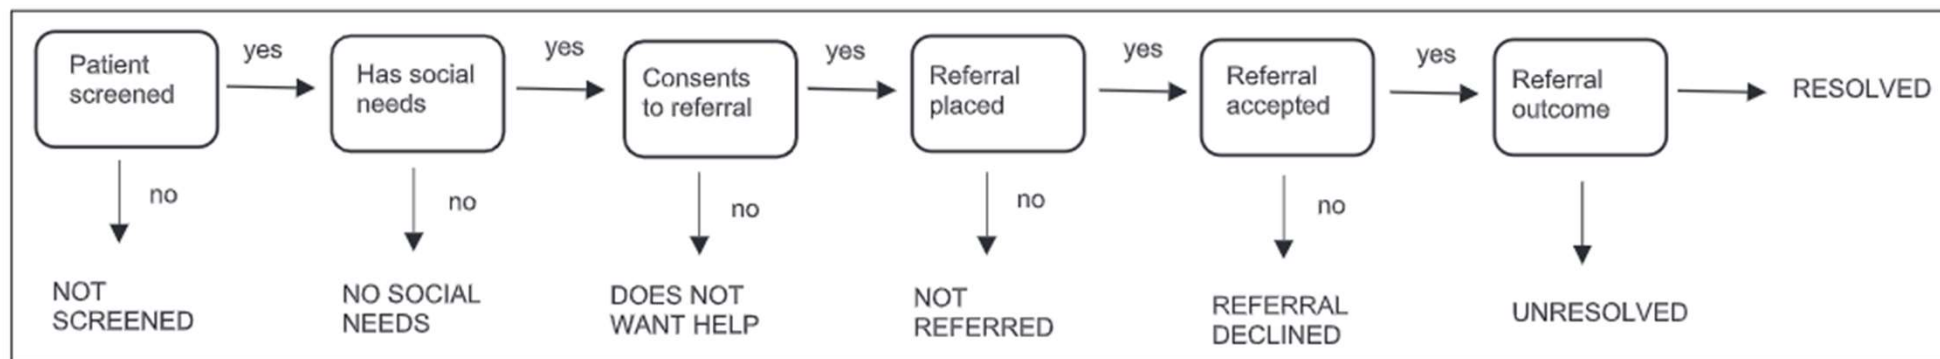 Patient
screened
yes
Has social
needs
yes
Consents
to referral
yes
Referral
placed
yes
Referral
accepted
yes
Referral
outcome
RESOLVED
no
no
no
no
no
NOT
SCREENED
NO SOCIAL
NEEDS
DOES NOT
WANT HELP
NOT
REFERRED
REFERRAL
DECLINED
UNRESOLVED